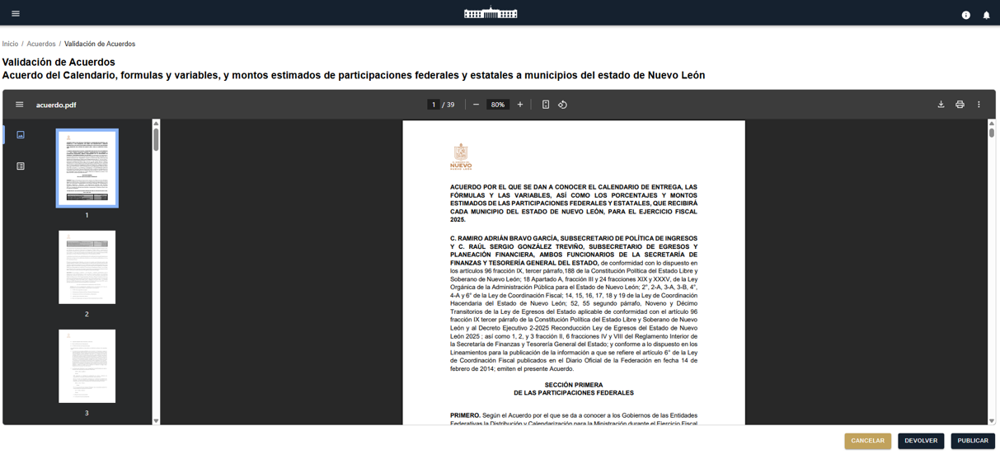 Inicio / Acuerdos / Validación de Acuerdos
Validación de Acuerdos
Acuerdo del Calendario, formulas y variables, y montos estimados de participaciones federales y estatales a municipios del estado de Nuevo León
acuerdo.pdf
1 / 39
80%
1
2
3
NUEVO
NUEVO LEÓN
ACUERDO POR EL QUE SE DAN A CONOCER EL CALENDARIO DE ENTREGA, LAS
FÓRMULAS Y LAS VARIABLES, ASÍ COMO LOS PORCENTAJES Y MONTOS
ESTIMADOS DE LAS PARTICIPACIONES FEDERALES Y ESTATALES, QUE RECIBIRÁ
CADA MUNICIPIO DEL ESTADO DE NUEVO LEÓN, PARA EL EJERCICIO FISCAL
2025.
C. RAMIRO ADRIÁN BRAVO GARCÍA, SUBSECRETARIO DE POLÍTICA DE INGRESOS
Y C. RAÚL SERGIO GONZÁLEZ TREVIÑO, SUBSECRETARIO DE EGRESOS Y
PLANEACIÓN FINANCIERA, AMBOS FUNCIONARIOS DE LA SECRETARÍA DE
FINANZAS Y TESORERÍA GENERAL DEL ESTADO, de conformidad con lo dispuesto en
los artículos 96 fracción IX, tercer párrafo,188 de la Constitución Política del Estado Libre y
Soberano de Nuevo León; 18 Apartado A, fracción III y 24 fracciones XIX y XXXV, de la Ley
Orgánica de la Administración Pública para el Estado de Nuevo León; 2°, 2-A, 3-A, 3-B, 4°,
4-A y 6° de la Ley de Coordinación Fiscal; 14, 15, 16, 17, 18 y 19 de la Ley de Coordinación
Hacendaria del Estado de Nuevo León; 52, 55 segundo párrafo, Noveno y Décimo
Transitorios de la Ley de Egresos del Estado aplicable de conformidad con el artículo 96
fracción IX tercer párrafo de la Constitución Política del Estado Libre y Soberano de Nuevo
León y al Decreto Ejecutivo 2-2025 Reconducción Ley de Egresos del Estado de Nuevo
León 2025 ; así como 1, 2, y 3 fracción II, 6 fracciones IV y VIII del Reglamento Interior de
la Secretaría de Finanzas y Tesorería General del Estado; y conforme a lo dispuesto en los
Lineamientos para la publicación de la información a que se refiere el artículo 6° de la Ley
de Coordinación Fiscal publicados en el Diario Oficial de la Federación en fecha 14 de
febrero de 2014; emiten el presente Acuerdo.
SECCIÓN PRIMERA
DE LAS PARTICIPACIONES FEDERALES
PRIMERO. Según el Acuerdo por el que se da a conocer a los Gobiernos de las Entidades
Federativas la Distribución y Calendarización para la Ministración durante el Ejercicio Fiscal
CANCELAR
DEVOLVER
PUBLICAR